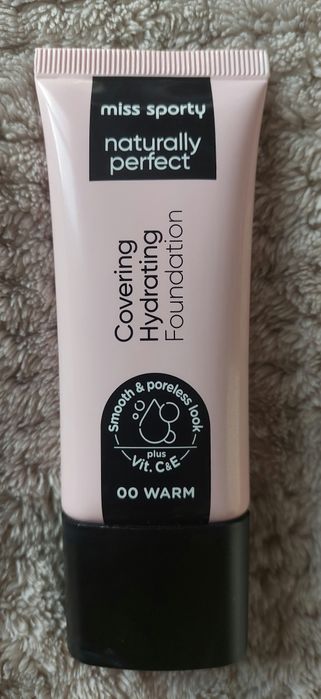 miss sporty
naturally
perfect
Covering
Hydrating
Foundation
Smooth & poreless look
plus
Vit. C&E
00 WARM